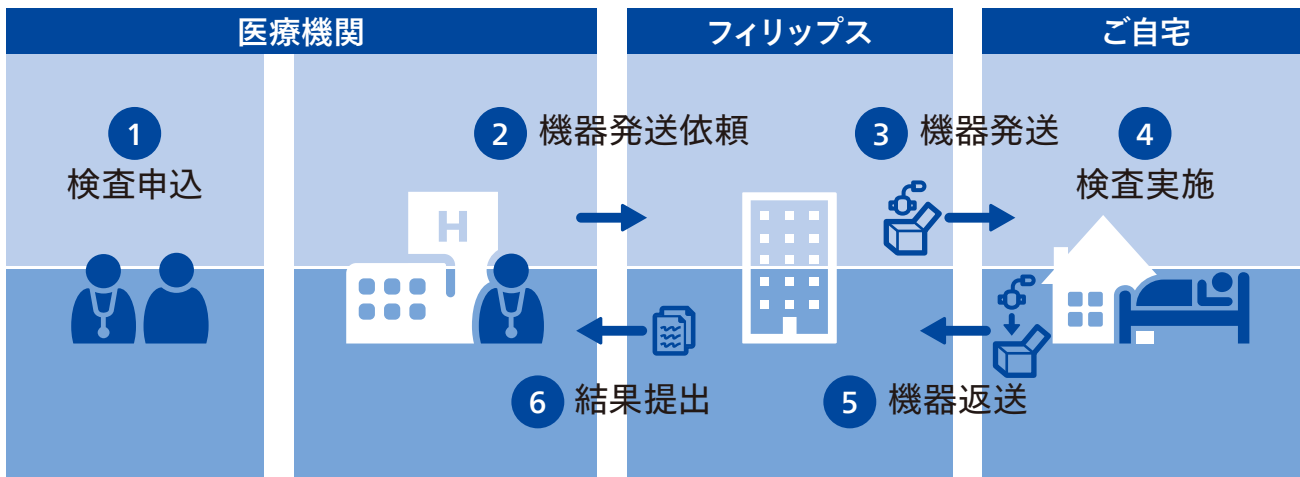 医療機関
フィリップス
ご自宅
1
検査申込
2 機器発送依頼
3 機器発送
4
検査実施
H
6 結果提出
5 機器返送